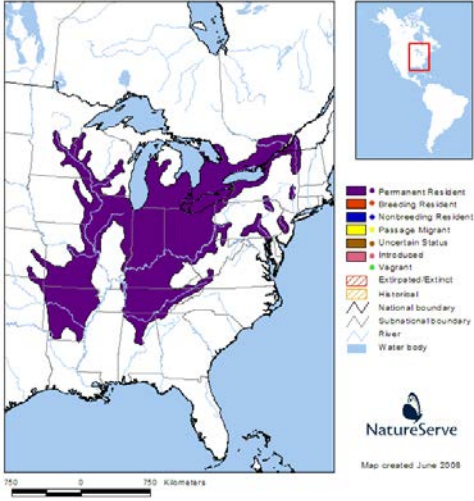 Permanent Resident
Breeding Resident
Nonbreeding Resident
Passage Migrant
Uncertain Status
Introduced
Vagrant
Extirpated/Extinct
Historical
National boundary
Subnational boundary
River
Water body
NatureServe
Map created June 2006
750 0 750 Kilometers